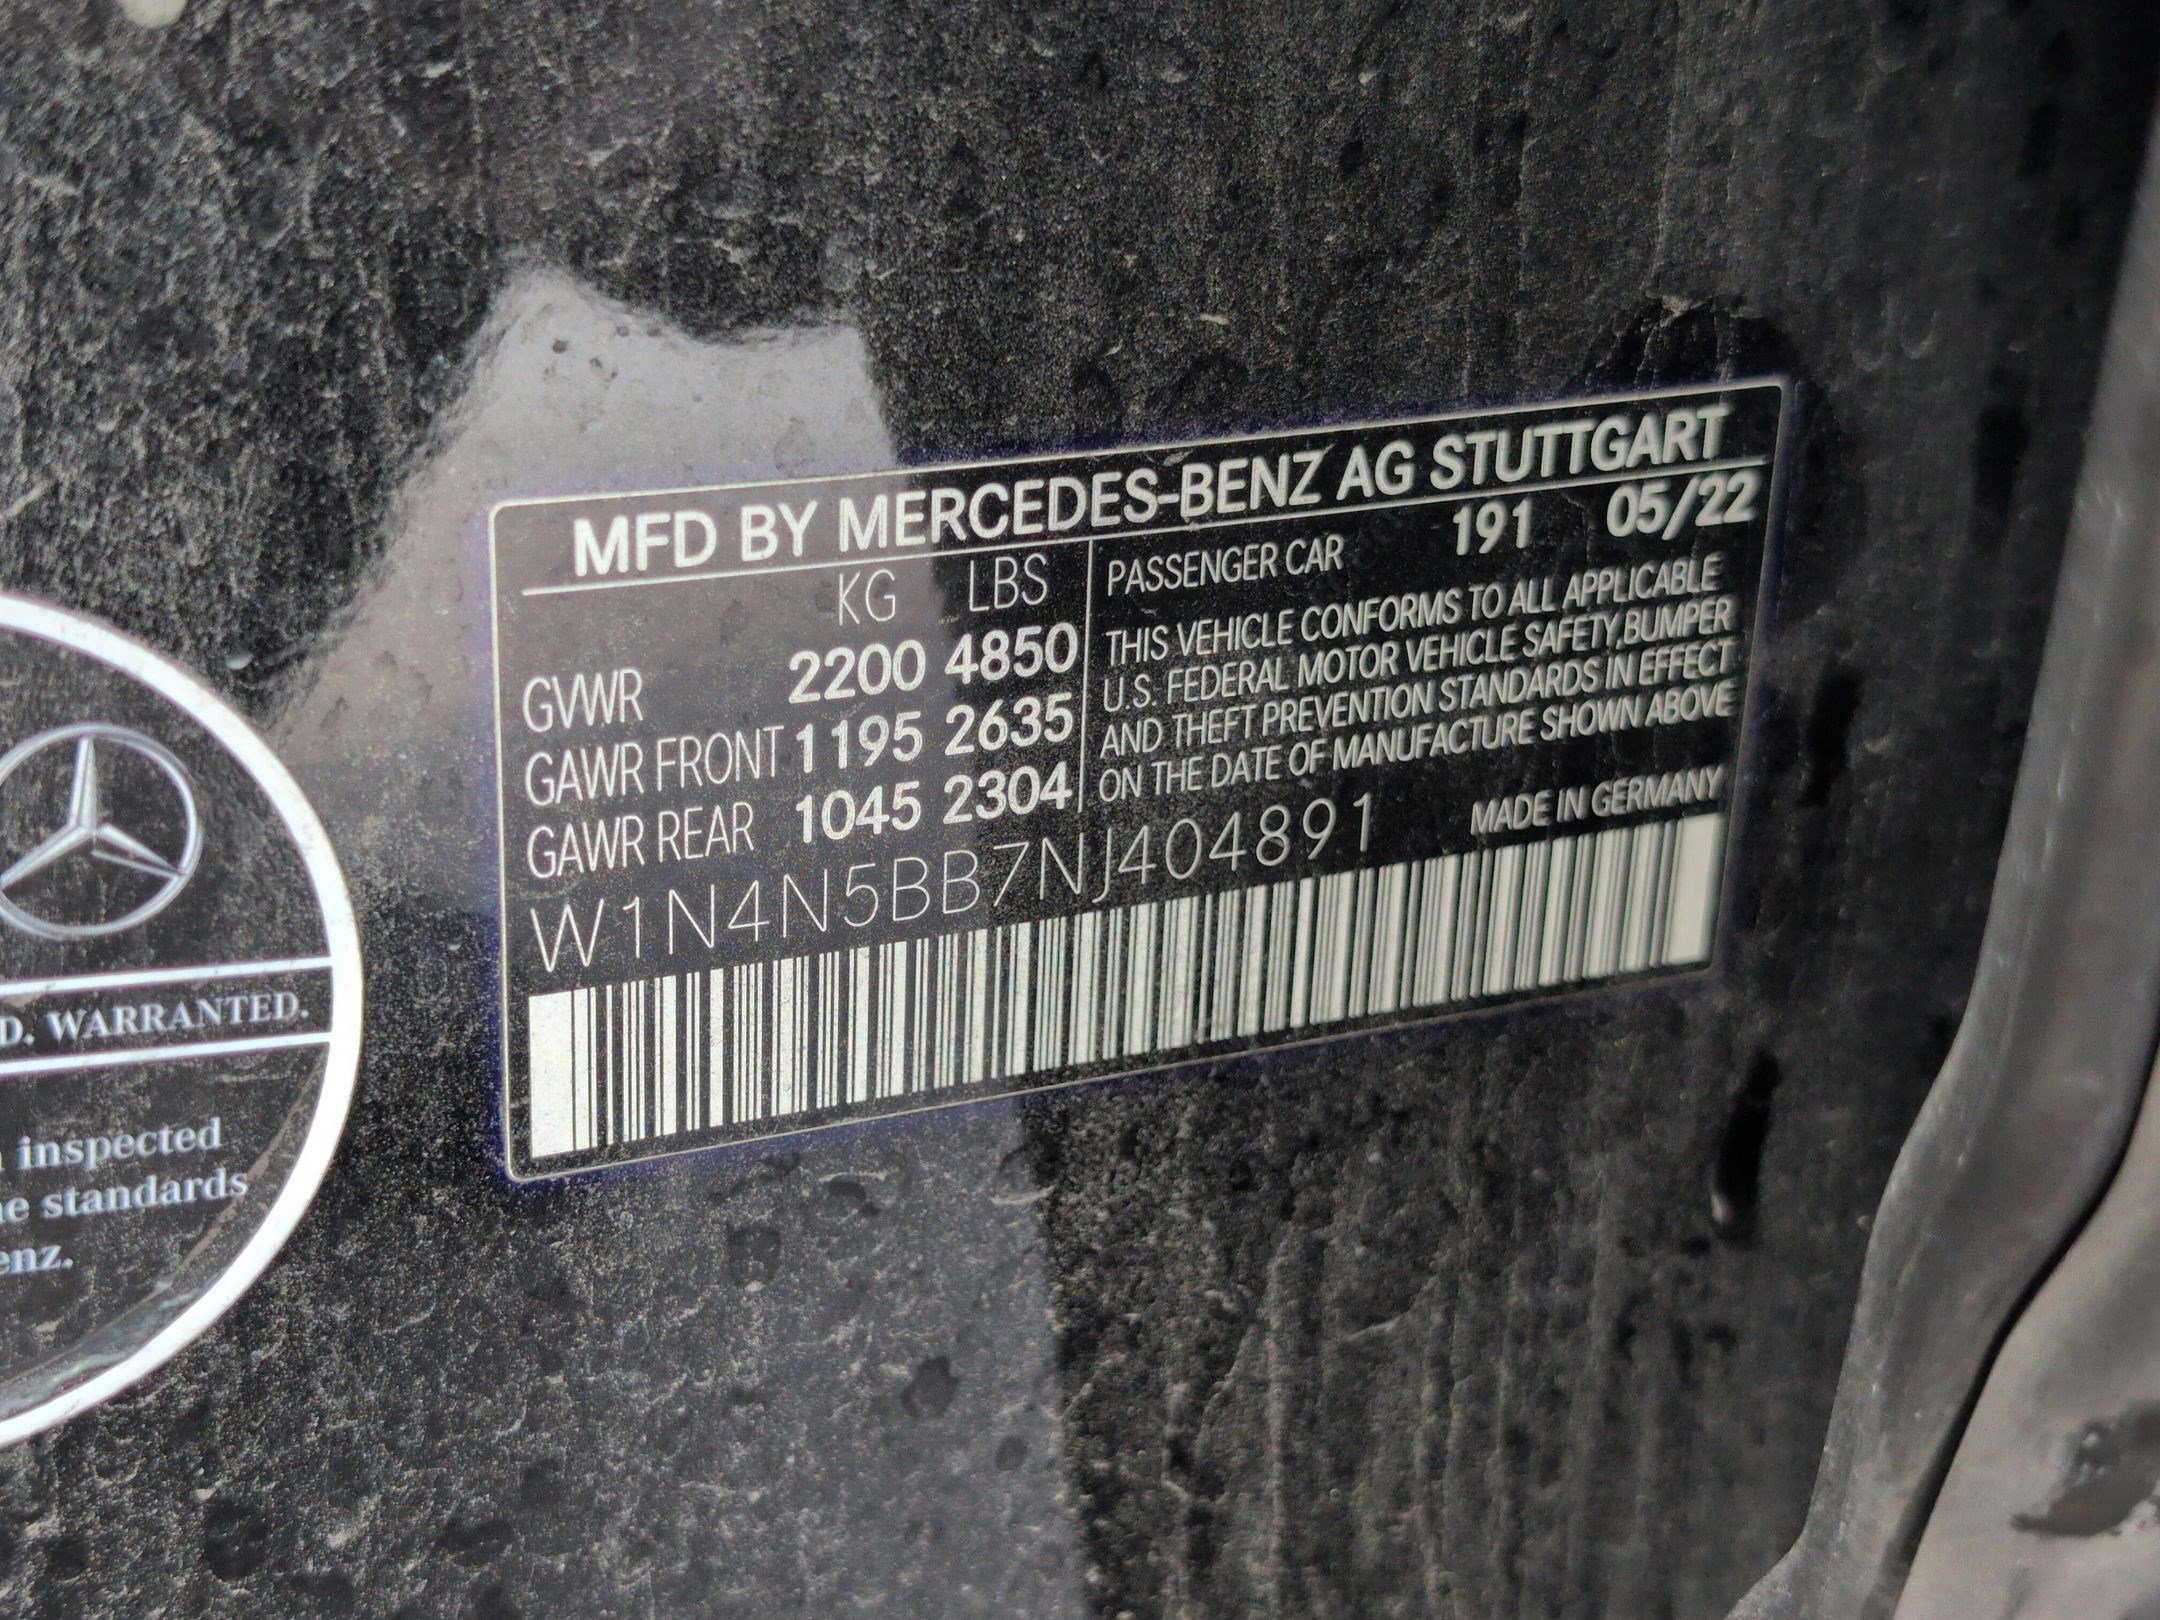 MFD BY MERCEDES-BENZ AG STUTTGART
KG LBS
GVWR 2200 4850
GAWR FRONT 1195 2635
GAWR REAR 1045 2304
PASSENGER CAR 191 05/22
THIS VEHICLE CONFORMS TO ALL APPLICABLE
U.S. FEDERAL MOTOR VEHICLE SAFETY, BUMPER
AND THEFT PREVENTION STANDARDS IN EFFECT
ON THE DATE OF MANUFACTURE SHOWN ABOVE
W1N4N5BB7NJ404891
MADE IN GERMANY
D. WARRANTED.
inspected
standards